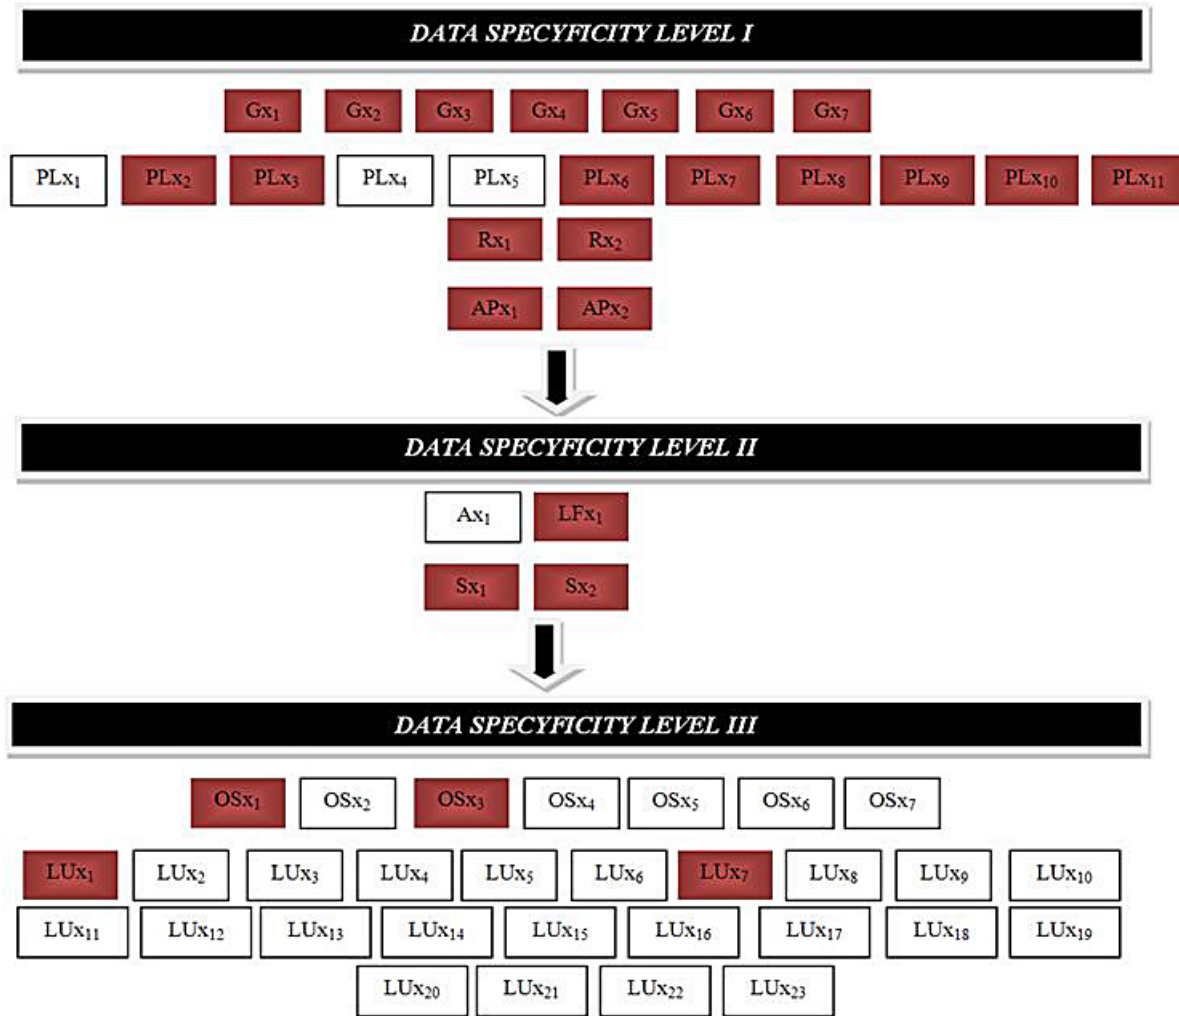 DATA SPECYFICITY LEVEL I
Gx1 Gx2 Gx3 Gx4 Gx5 Gx6 Gx7
PLx1 PLx2 PLx3 PLx4 PLx5 PLx6 PLx7 PLx8 PLx9 PLx10 PLx11
Rx1 Rx2
APx1 APx2
DATA SPECYFICITY LEVEL II
Ax1 LFx1
Sx1 Sx2
DATA SPECYFICITY LEVEL III
OSx1 OSx2 OSx3 OSx4 OSx5 OSx6 OSx7
LUx1 LUx2 LUx3 LUx4 LUx5 LUx6 LUx7 LUx8 LUx9 LUx10
LUx11 LUx12 LUx13 LUx14 LUx15 LUx16 LUx17 LUx18 LUx19
LUx20 LUx21 LUx22 LUx23